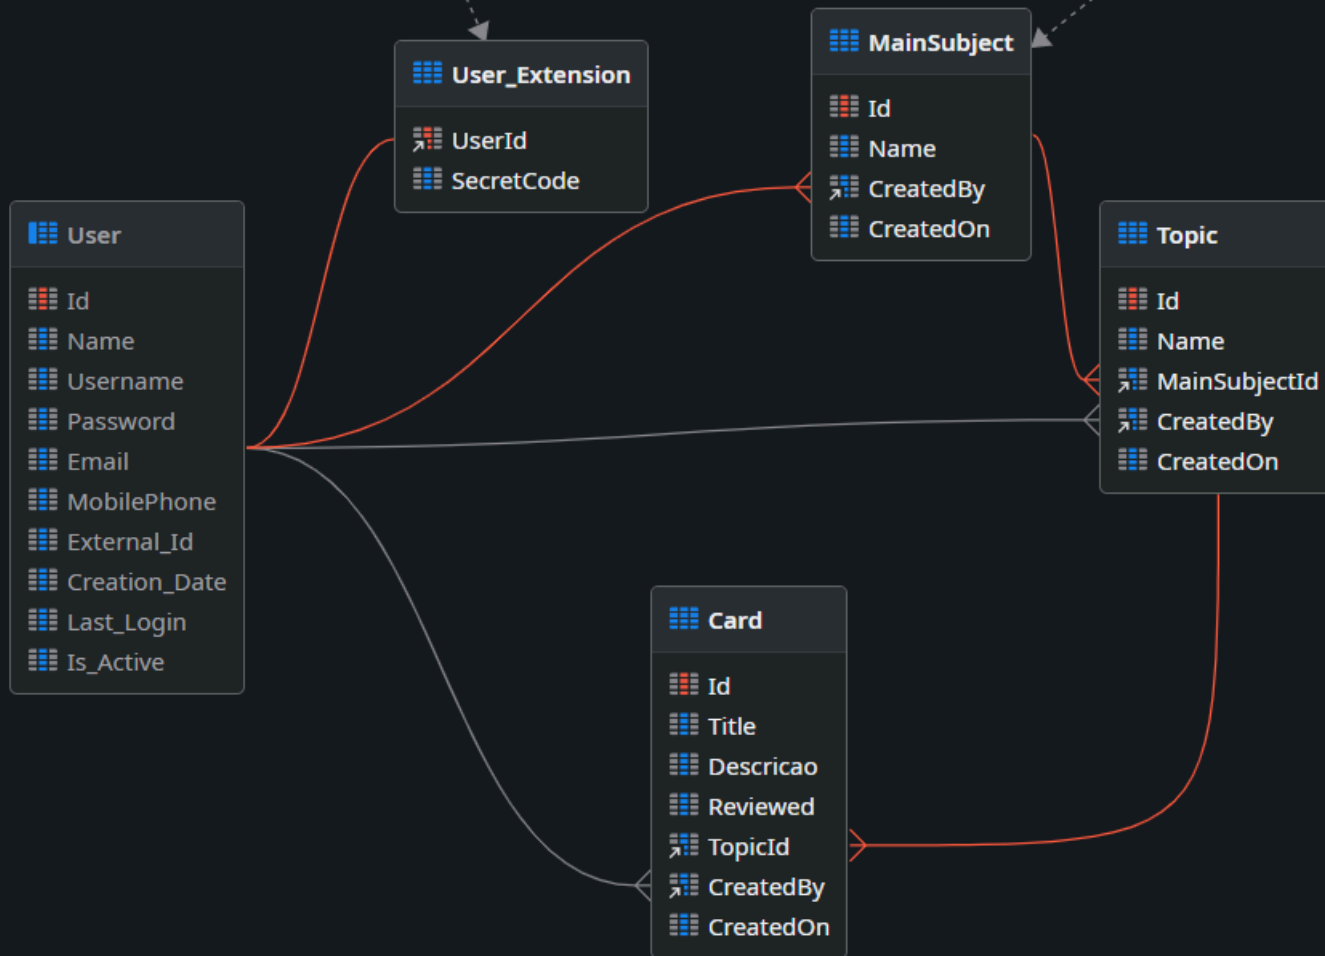 User_Extension
UserId
SecretCode
MainSubject
Id
Name
CreatedBy
CreatedOn
User
Id
Name
Username
Password
Email
MobilePhone
External_Id
Creation_Date
Last_Login
Is_Active
Topic
Id
Name
MainSubjectId
CreatedBy
CreatedOn
Card
Id
Title
Descricao
Reviewed
TopicId
CreatedBy
CreatedOn